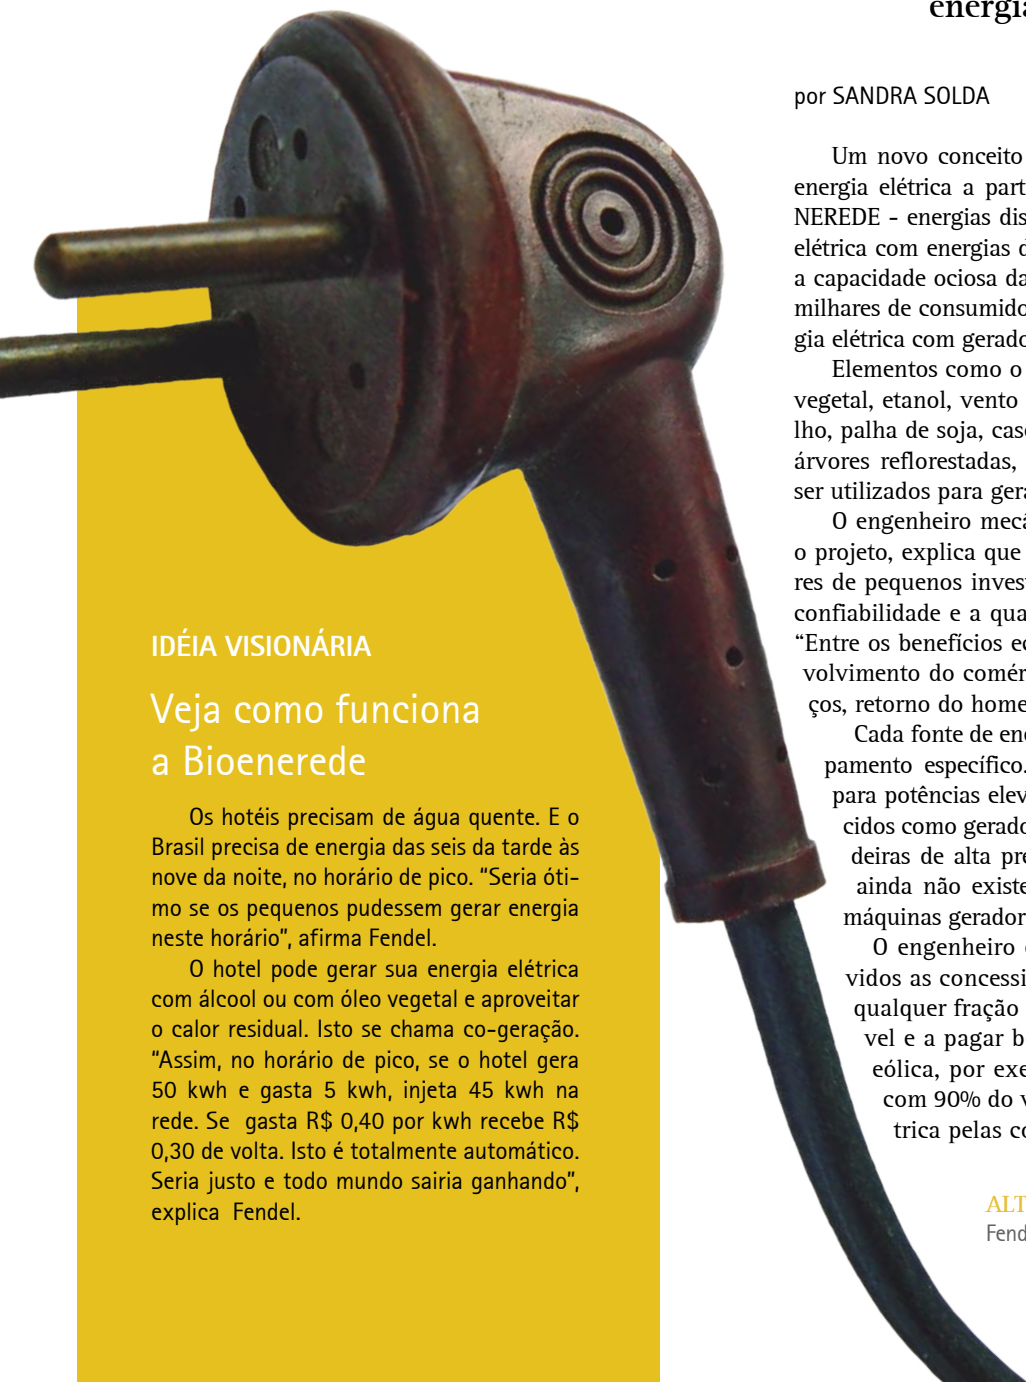 energia
por SANDRA SOLDA
Um novo conceito
energia elétrica a part
NEREDE - energias dis
elétrica com energias
a capacidade ociosa da
milhares de consumido
gia elétrica com gerado
Elementos como o
vegetal, etanol, vento
lho, palha de soja, casc
árvores reflorestadas,
ser utilizados para gera
O engenheiro mecâ
o projeto, explica que
res de pequenos invest
confiabilidade e a qua
“Entre os benefícios ec
volvimento do comér
ços, retorno do home
Cada fonte de ene
pamento específico.
para potências elev
cidos como gerado
deiras de alta pre
ainda não existe
máquinas gerador
O engenheiro
vidos as concessi
qualquer fração
vel e a pagar b
eólica, por exe
com 90% do v
trica pelas co
ALT
Fend
IDÉIA VISIONÁRIA
Veja como funciona
a Bioenerede
Os hotéis precisam de água quente. E o
Brasil precisa de energia das seis da tarde às
nove da noite, no horário de pico. “Seria óti-
mo se os pequenos pudessem gerar energia
neste horário”, afirma Fendel.
O hotel pode gerar sua energia elétrica
com álcool ou com óleo vegetal e aproveitar
o calor residual. Isto se chama co-geração.
“Assim, no horário de pico, se o hotel gera
50 kwh e gasta 5 kwh, injeta 45 kwh na
rede. Se gasta R$ 0,40 por kwh recebe R$
0,30 de volta. Isto é totalmente automático.
Seria justo e todo mundo sairia ganhando”,
explica Fendel.